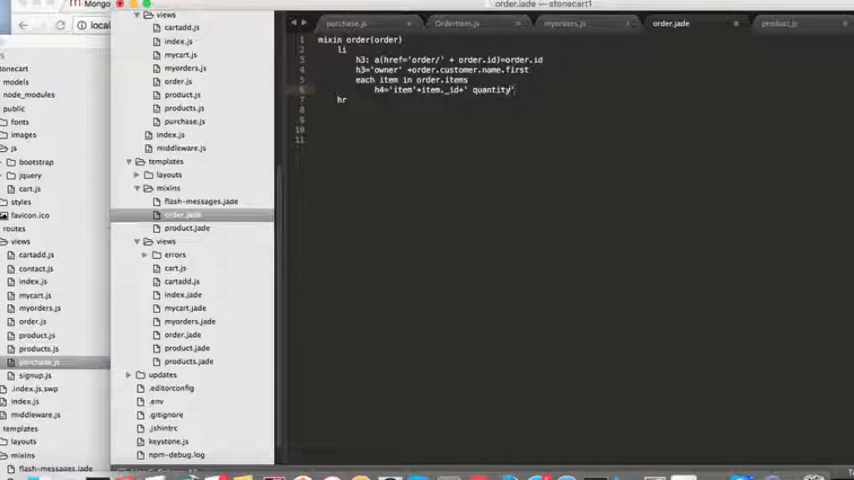 order.jade — stonecart1
Mongo
locali
stonecart
models
node_modules
public
fonts
images
js
bootstrap
jquery
cart.js
styles
favicon.ico
routes
views
cartadd.js
contact.js
index.js
mycart.js
myorders.js
order.js
product.js
products.js
purchase.js
signup.js
.index.js.swp
index.js
middleware.js
templates
layouts
mixins
flash-messages.jade
views
cartadd.js
index.js
mycart.js
myorders.js
order.js
product.js
products.js
purchase.js
index.js
middleware.js
templates
layouts
mixins
flash-messages.jade
order.jade
product.jade
views
errors
cart.js
cartadd.js
index.jade
mycart.jade
myorders.jade
order.jade
product.jade
products.jade
updates
.editorconfig
.env
.gitignore
.jshintrc
keystone.js
npm-debug.log
purchase.js
OrderItem.js
myorders.js
order.jade
product.js
1 mixin order(order)
2 li
3 h3: a(href='order/' + order.id)=order.id
4 h3='owner' +order.customer.name.first
5 each item in order.items
6 h4='item'+item._id+' quantity'
7 hr
8
9
10
11